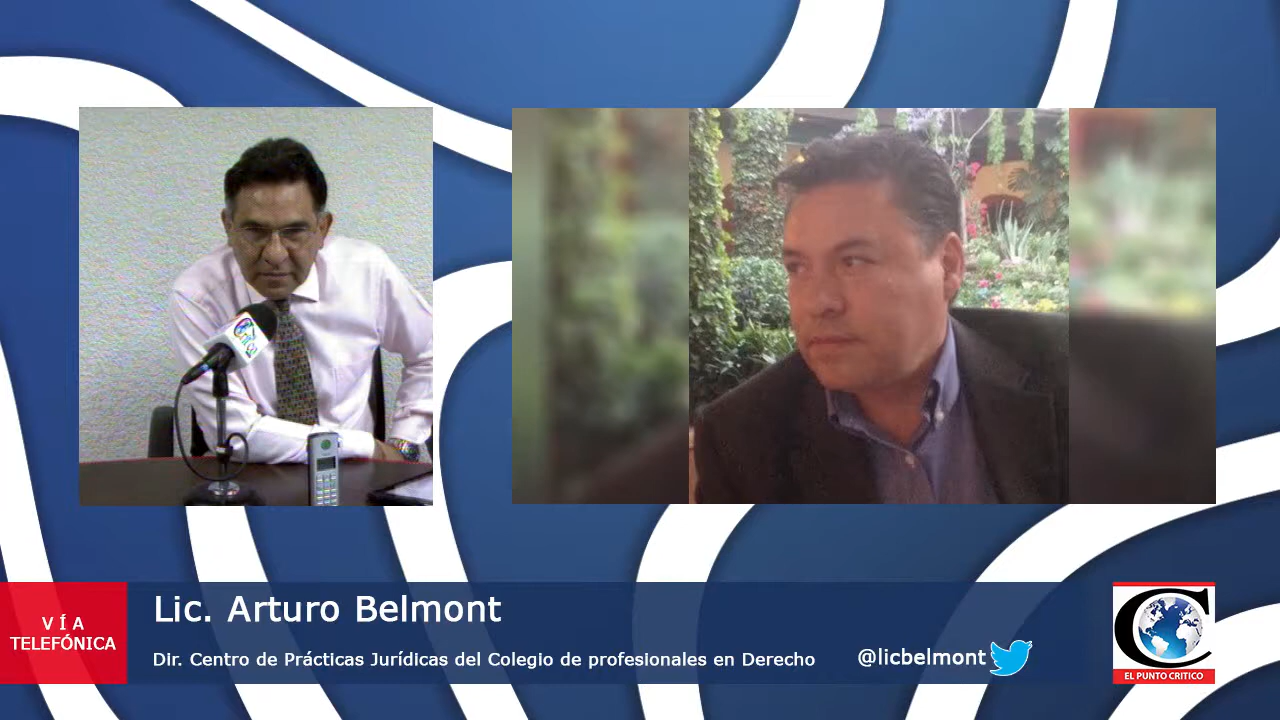 VÍA
TELEFÓNICA
Lic. Arturo Belmont
Dir. Centro de Prácticas Jurídicas del Colegio de profesionales en Derecho
@licbelmont
C
EL PUNTO CRITICO